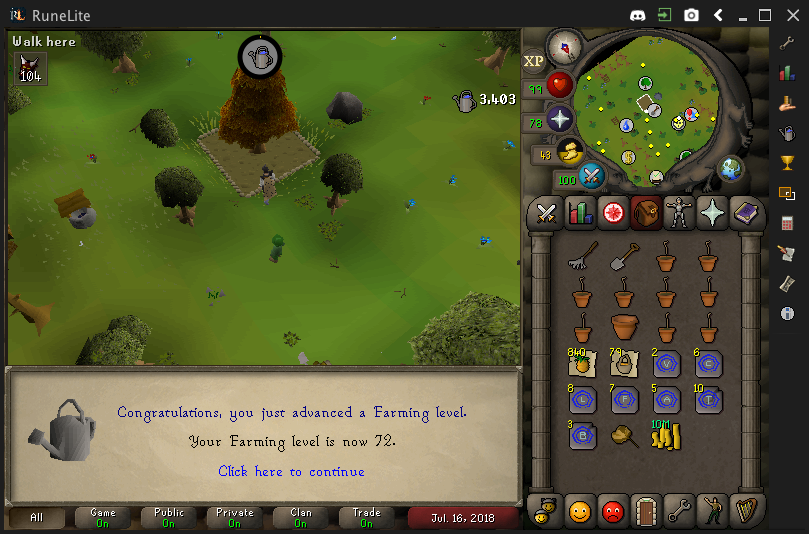 RuneLite
Walk here
104
3,403
XP
99
78
43
100
840
79
2
6
8
7
5
10
3
10M
Congratulations, you just advanced a Farming level.
Your Farming level is now 72.
Click here to continue
All
Game
On
Public
On
Private
On
Clan
On
Trade
On
Jul. 16, 2018